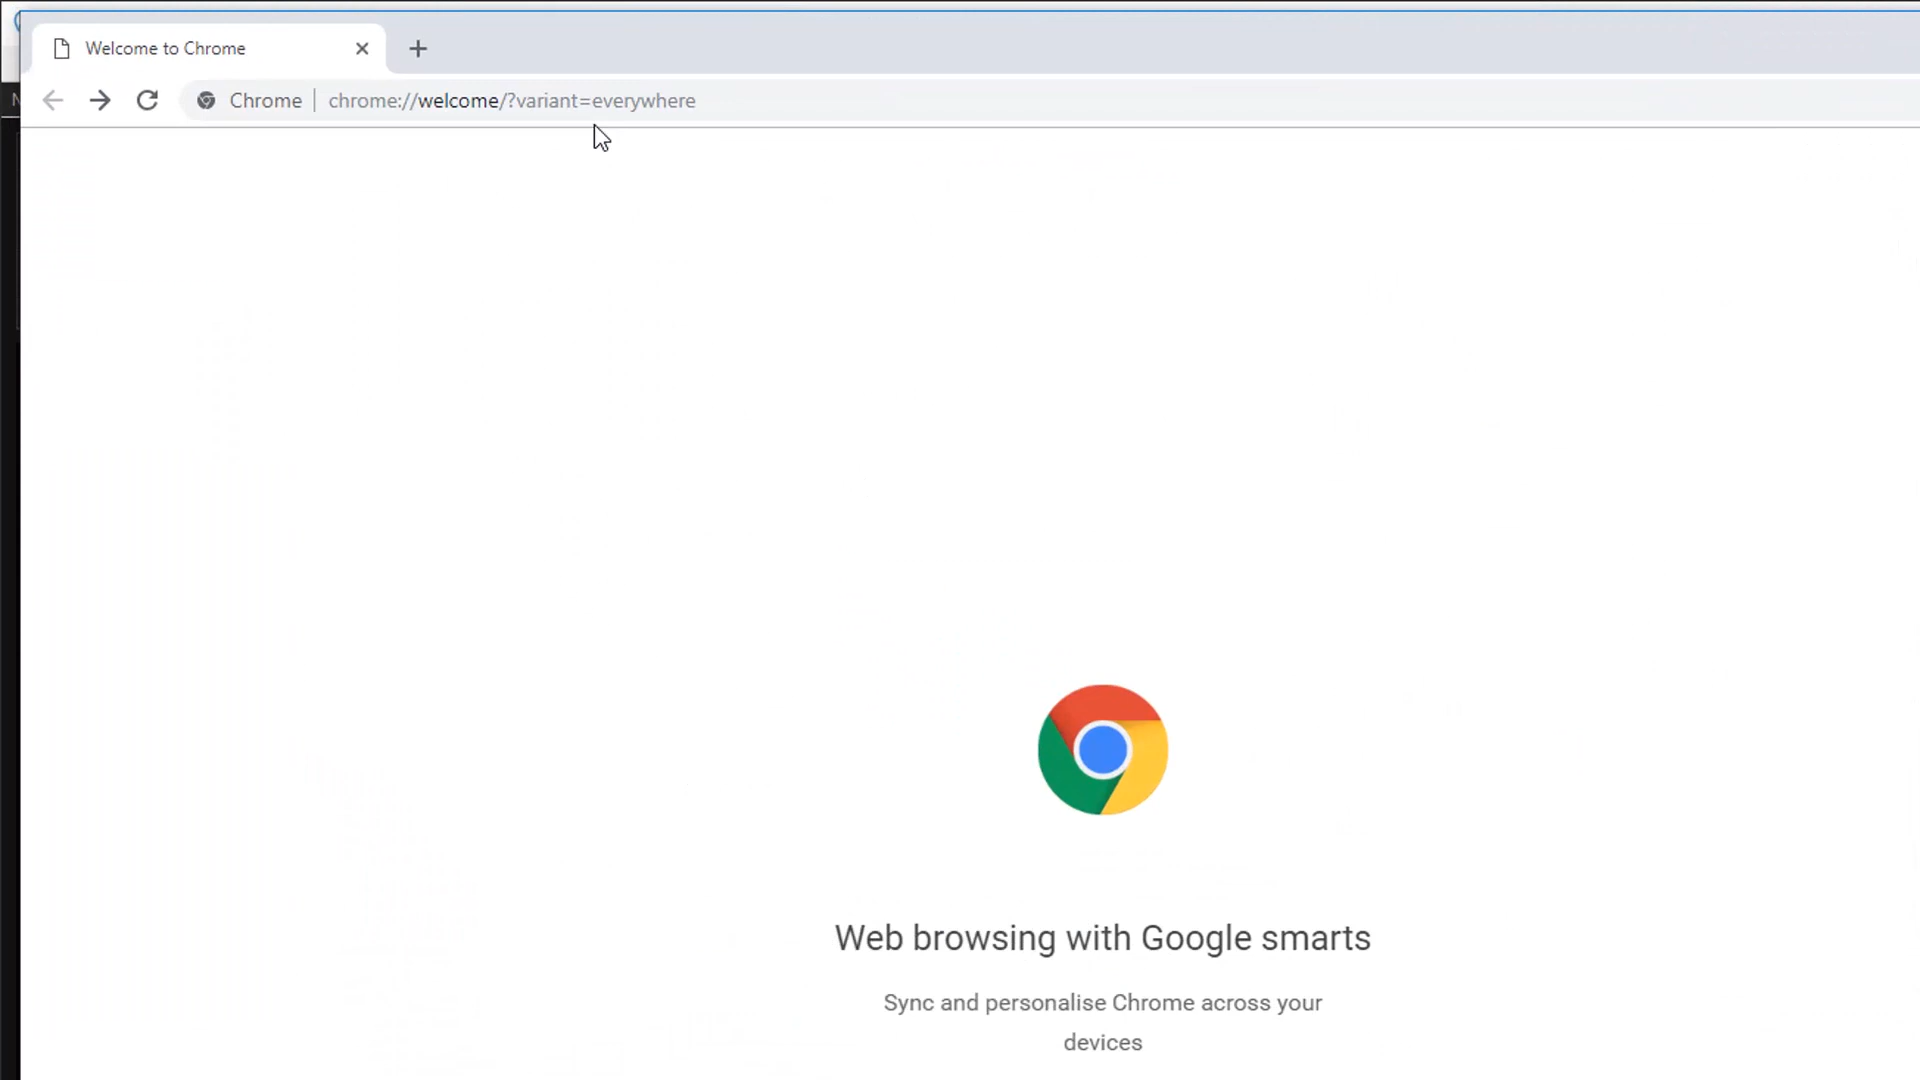 Welcome to Chrome
Chrome chrome://welcome/?variant=everywhere
Web browsing with Google smarts
Sync and personalise Chrome across your
devices